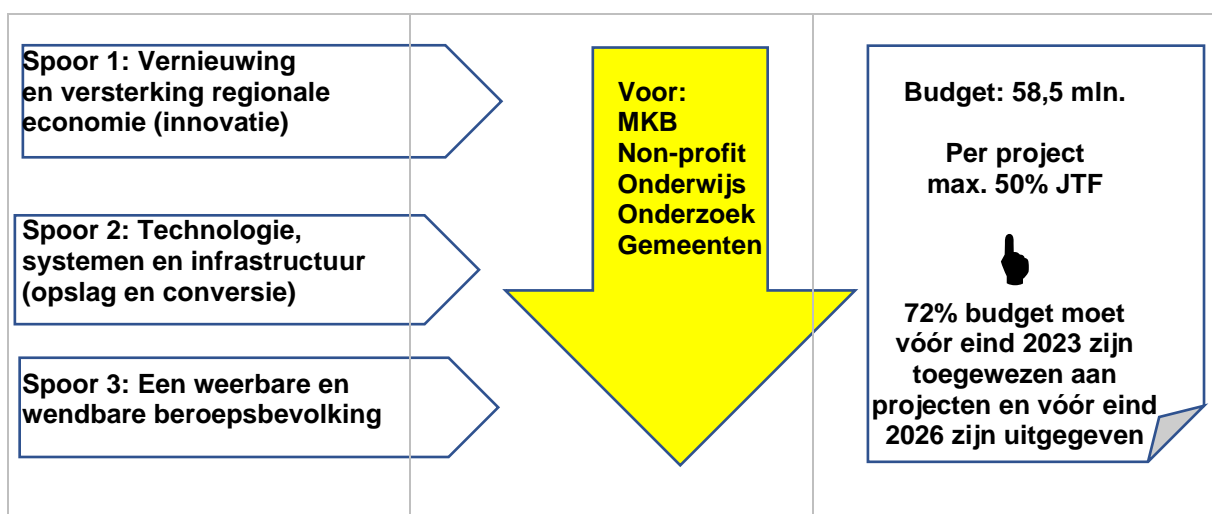 Spoor 1: Vernieuwing
en versterking regionale
economie (innovatie)
Spoor 2: Technologie,
systemen en infrastructuur
(opslag en conversie)
Spoor 3: Een weerbare en
wendbare beroepsbevolking
Voor:
MKB
Non-profit
Onderwijs
Onderzoek
Gemeenten
Budget: 58,5 mln.
Per project
max. 50% JTF
72% budget moet
vóór eind 2023 zijn
toegewezen aan
projecten en vóór eind
2026 zijn uitgegeven